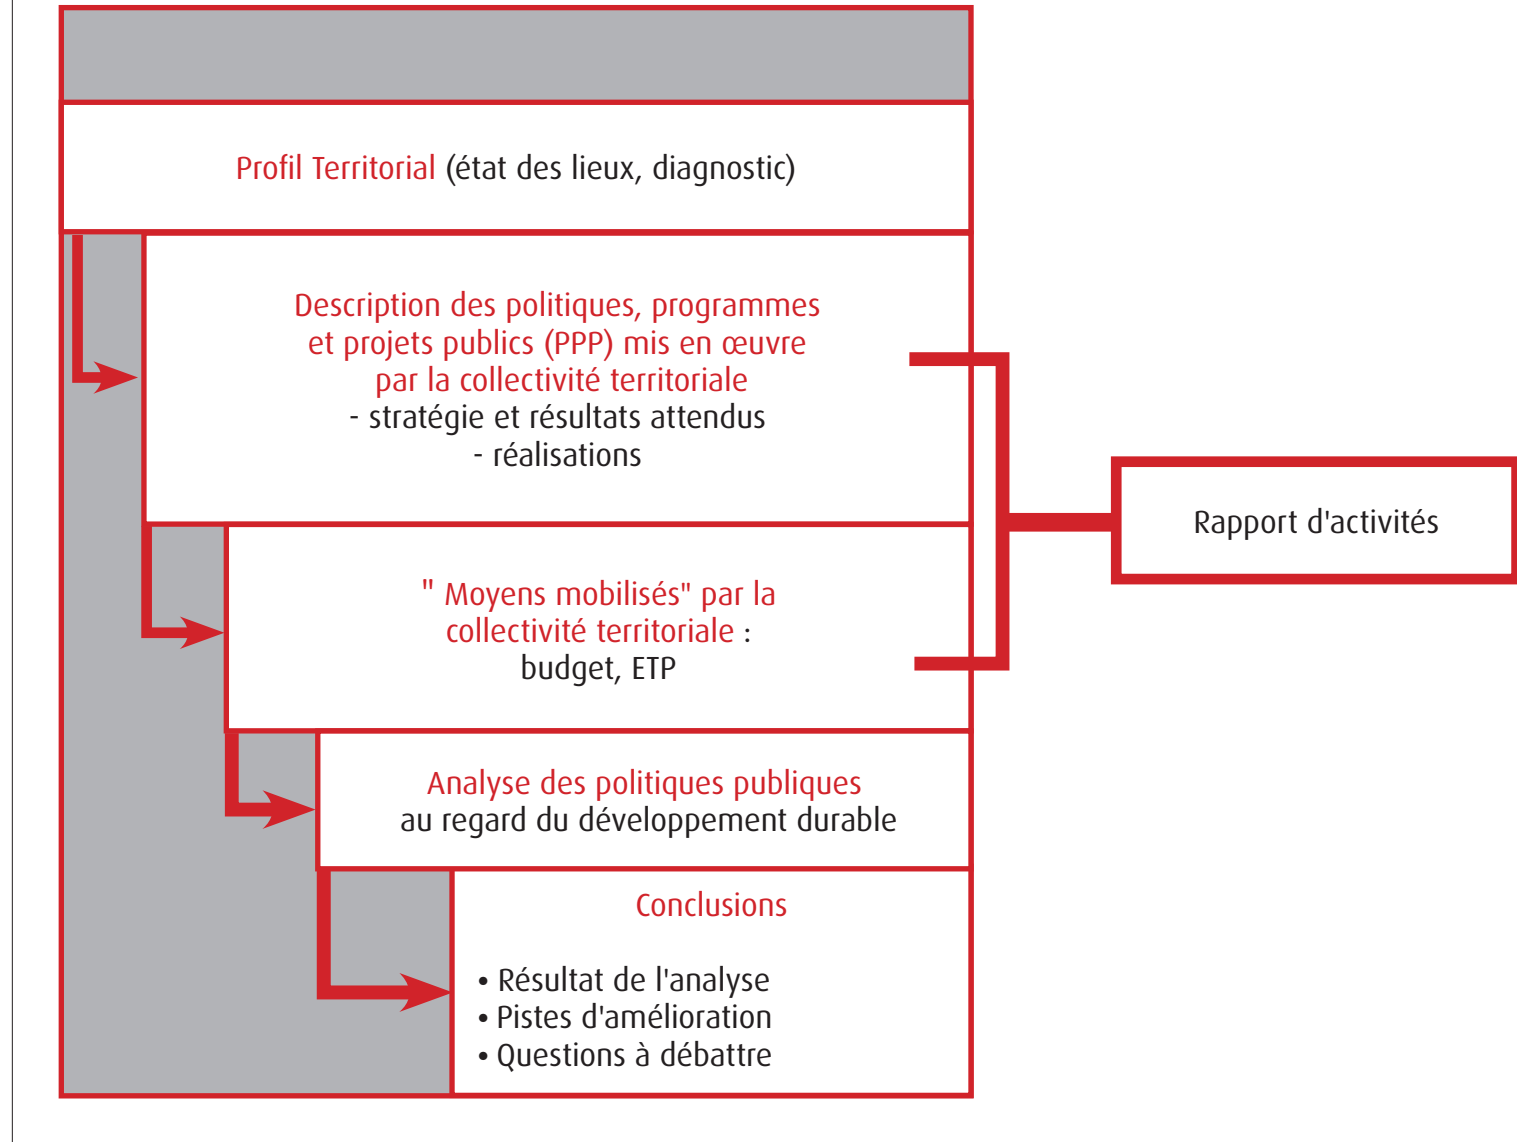 Profil Territorial (état des lieux, diagnostic)
Description des politiques, programmes
et projets publics (PPP) mis en œuvre
par la collectivité territoriale
- stratégie et résultats attendus
- réalisations
" Moyens mobilisés" par la
collectivité territoriale :
budget, ETP
Rapport d'activités
Analyse des politiques publiques
au regard du développement durable
Conclusions
• Résultat de l'analyse
• Pistes d'amélioration
• Questions à débattre